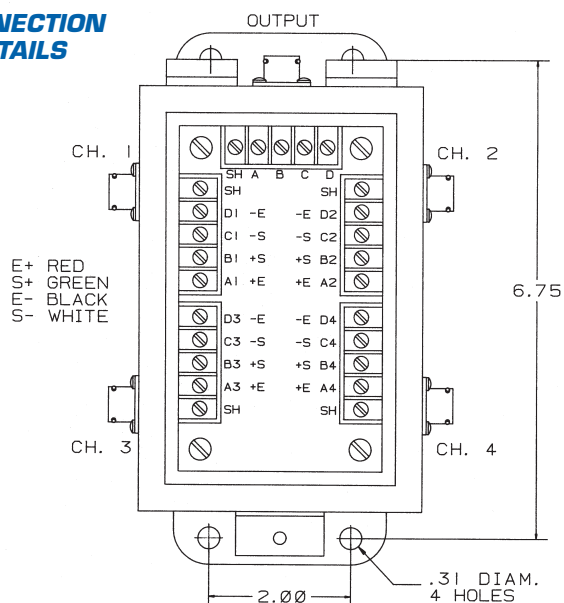 NECTION
TAILS
OUTPUT
CH. 1
CH. 2
SH A B C D
SH SH
D1 -E -E D2
C1 -S -S C2
B1 +S +S B2
A1 +E +E A2
E+ RED
S+ GREEN
E- BLACK
S- WHITE
6.75
D3 -E -E D4
C3 -S -S C4
B3 +S +S B4
A3 +E +E A4
SH SH
CH. 3
CH. 4
2.00
.31 DIAM.
4 HOLES